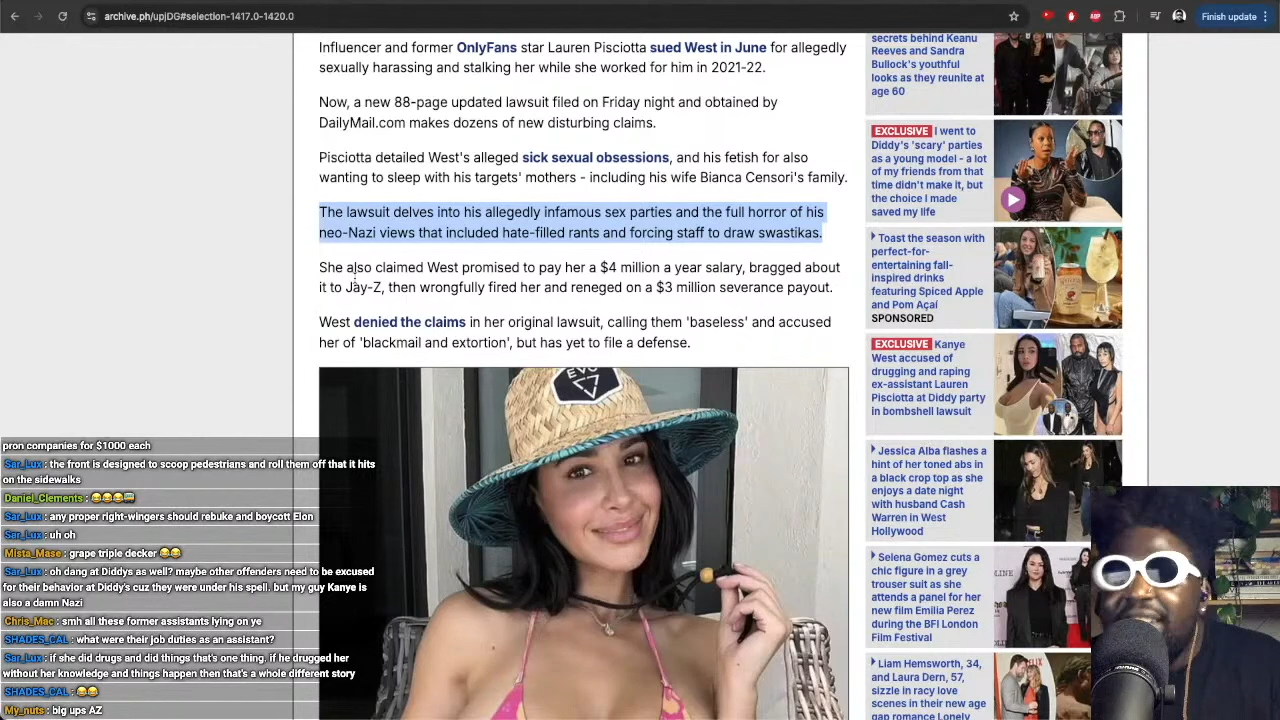 archive.ph/upjDG#selection-1417.0-1420.0
Finish update
Influencer and former OnlyFans star Lauren Pisciotta sued West in June for allegedly
sexually harassing and stalking her while she worked for him in 2021-22.
Now, a new 88-page updated lawsuit filed on Friday night and obtained by
DailyMail.com makes dozens of new disturbing claims.
Pisciotta detailed West's alleged sick sexual obsessions, and his fetish for also
wanting to sleep with his targets' mothers - including his wife Bianca Censori's family.
The lawsuit delves into his allegedly infamous sex parties and the full horror of his
neo-Nazi views that included hate-filled rants and forcing staff to draw swastikas.
She also claimed West promised to pay her a $4 million a year salary, bragged about
it to Jay-Z, then wrongfully fired her and reneged on a $3 million severance payout.
West denied the claims in her original lawsuit, calling them 'baseless' and accused
her of 'blackmail and extortion', but has yet to file a defense.
secrets behind Keanu
Reeves and Sandra
Bullock's youthful
looks as they reunite at
age 60
EXCLUSIVE I went to
Diddy's 'scary' parties
as a young model - a lot
of my friends from that
time didn't make it, but
the choice I made
saved my life
Toast the season with
perfect-for-
entertaining fall-
inspired drinks
featuring Spiced Apple
and Pom Açaí
SPONSORED
EXCLUSIVE Kanye
West accused of
drugging and raping
ex-assistant Lauren
Pisciotta at Diddy party
in bombshell lawsuit
Jessica Alba flashes a
hint of her toned abs in
a black crop top as she
enjoys a date night
with husband Cash
Warren in West
Hollywood
Selena Gomez cuts a
chic figure in a grey
trouser suit as she
attends a panel for her
new film Emilia Perez
during the BFI London
Film Festival
Liam Hemsworth, 34,
and Laura Dern, 57,
sizzle in racy love
scenes in their new age
gap romance Lonely
pron companies for $1000 each
Sar_Lux : the front is designed to scoop pedestrians and roll them off that it hits
on the sidewalks
Daniel_Clements : 😂😂😂🚍
Sar_Lux : any proper right-wingers should rebuke and boycott Elon
Sar_Lux : uh oh
Mista_Mase : grape triple decker 😂😂
Sar_Lux : oh dang at Diddys as well? maybe other offenders need to be excused
for their behavior at Diddy's cuz they were under his spell. but my guy Kanye is
also a damn Nazi
Chris_Mac : smh all these former assistants lying on ye
SHADES_CAL : what were their job duties as an assistant?
Sar_Lux : if she did drugs and did things that's one thing. if he drugged her
without her knowledge and things happen then that's a whole different story
SHADES_CAL : 😂😂
My_nuts : big ups AZ